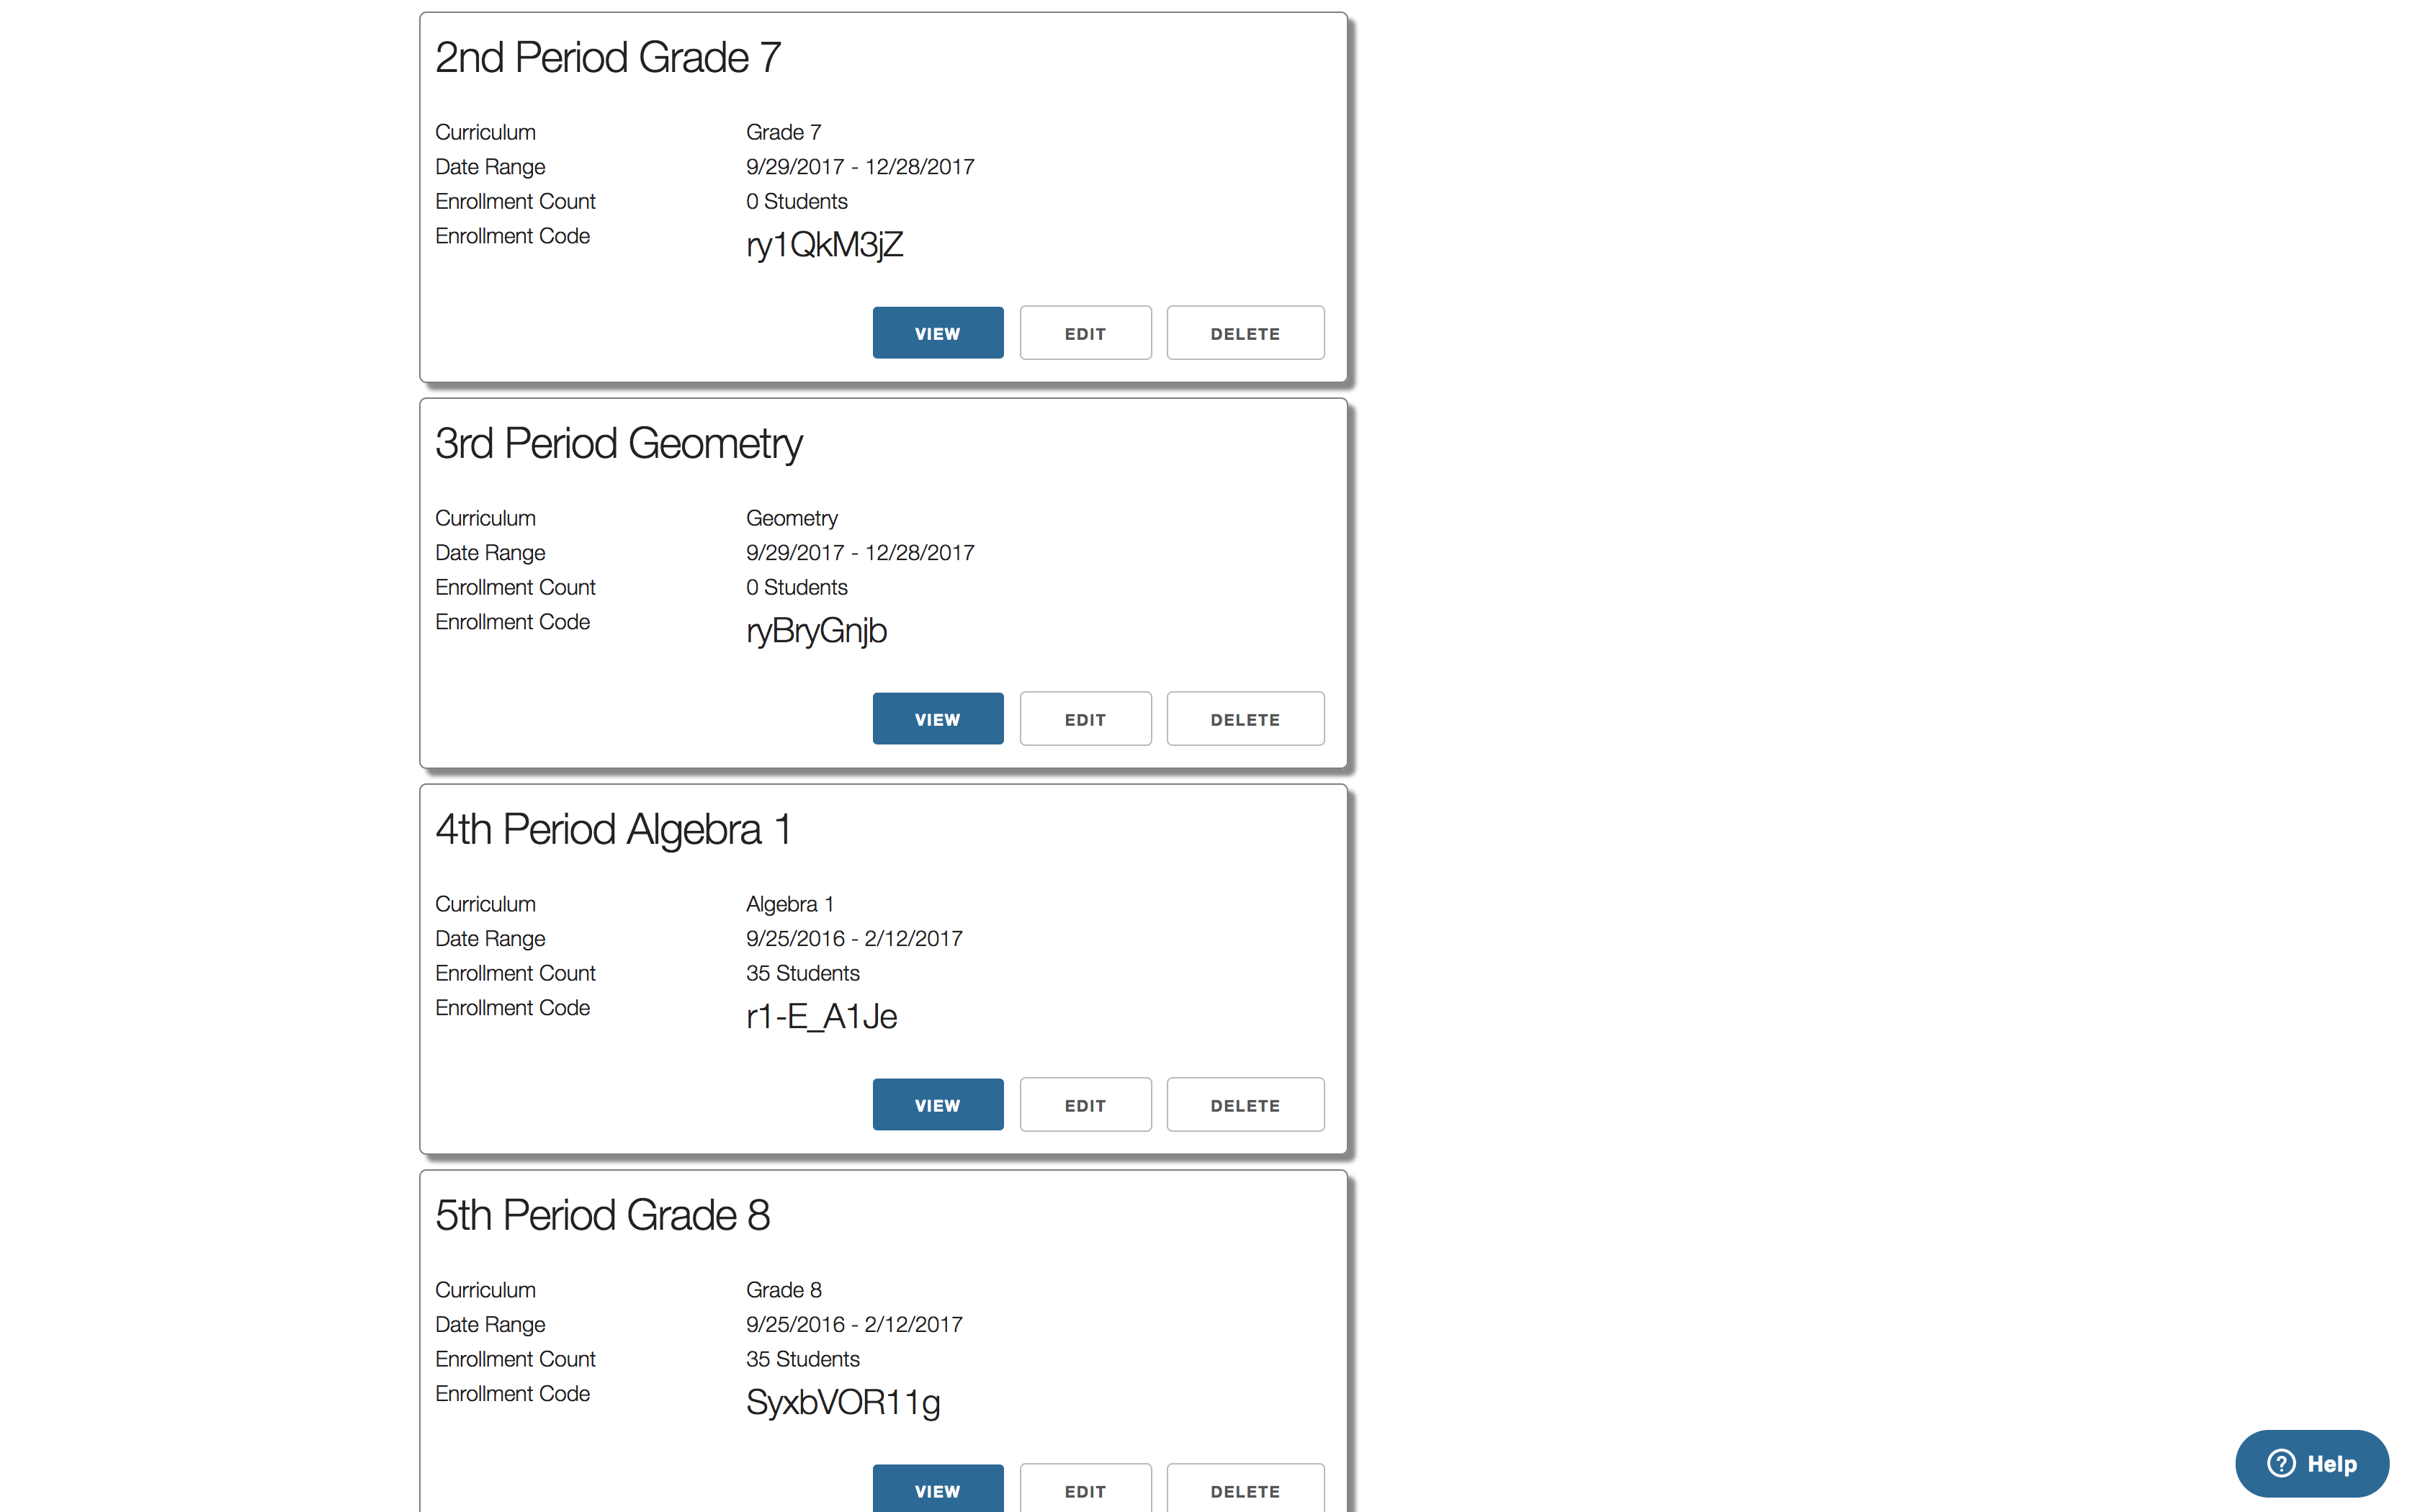 2nd Period Grade 7
Curriculum Grade 7
Date Range 9/29/2017 - 12/28/2017
Enrollment Count 0 Students
Enrollment Code ry1QkM3jZ
VIEW EDIT DELETE
3rd Period Geometry
Curriculum Geometry
Date Range 9/29/2017 - 12/28/2017
Enrollment Count 0 Students
Enrollment Code ryBryGnjb
VIEW EDIT DELETE
4th Period Algebra 1
Curriculum Algebra 1
Date Range 9/25/2016 - 2/12/2017
Enrollment Count 35 Students
Enrollment Code r1-E_A1Je
VIEW EDIT DELETE
5th Period Grade 8
Curriculum Grade 8
Date Range 9/25/2016 - 2/12/2017
Enrollment Count 35 Students
Enrollment Code SyxbVOR11g
VIEW EDIT DELETE
? Help